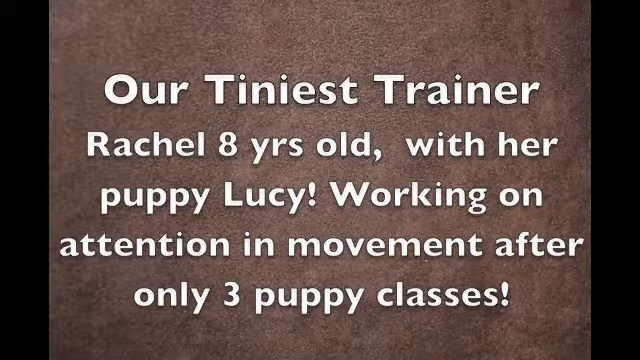 Our Tiniest Trainer
Rachel 8 yrs old,  with her
puppy Lucy! Working on
attention in movement after
only 3 puppy classes!